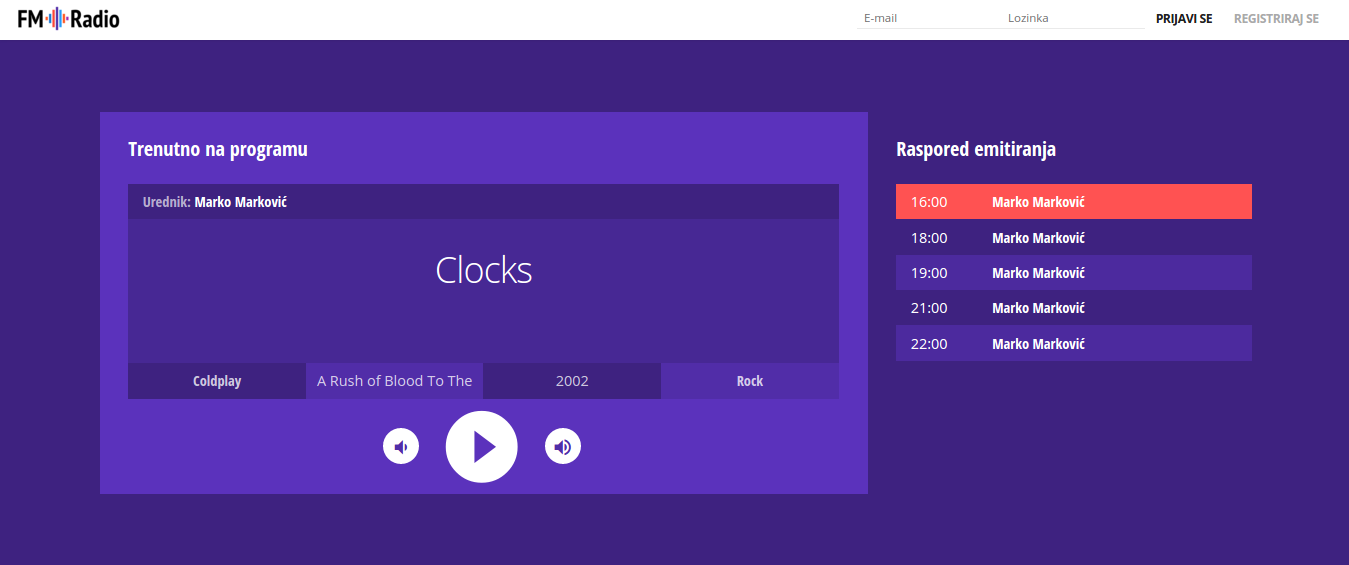 FM Radio
E-mail Lozinka PRIJAVI SE REGISTRIRAJ SE
Trenutno na programu
Urednik: Marko Marković
Clocks
Coldplay A Rush of Blood To The 2002 Rock
Raspored emitiranja
16:00 Marko Marković
18:00 Marko Marković
19:00 Marko Marković
21:00 Marko Marković
22:00 Marko Marković